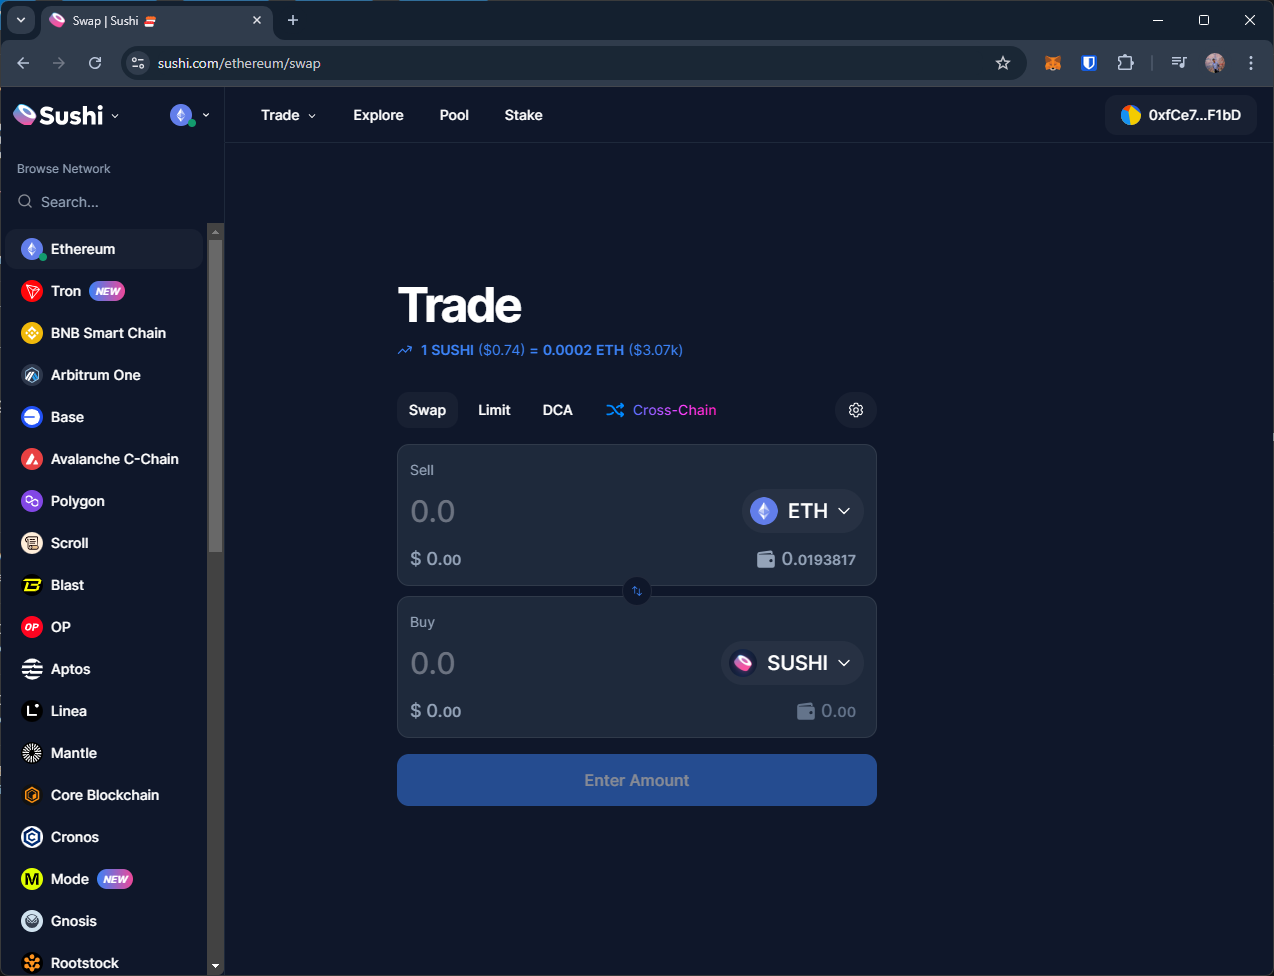 Swap | Sushi
sushi.com/ethereum/swap
Sushi
Trade
Explore
Pool
Stake
0xfCe7...F1bD
Browse Network
Search...
Ethereum
Tron NEW
BNB Smart Chain
Arbitrum One
Base
Avalanche C-Chain
Polygon
Scroll
Blast
OP OP
Aptos
Linea
Mantle
Core Blockchain
Cronos
Mode NEW
Gnosis
Rootstock
Trade
1 SUSHI ($0.74) = 0.0002 ETH ($3.07k)
Swap
Limit
DCA
Cross-Chain
Sell
0.0
ETH
$ 0.00
0.0193817
Buy
0.0
SUSHI
$ 0.00
0.00
Enter Amount